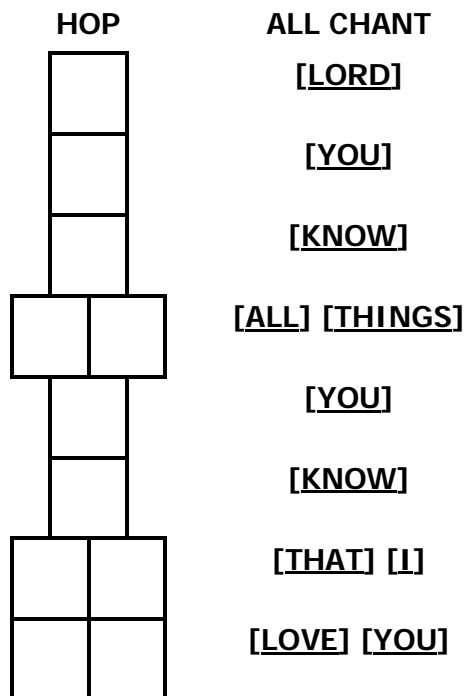 HOP ALL CHANT
[LORD]
[YOU]
[KNOW]
[ALL] [THINGS]
[YOU]
[KNOW]
[THAT] [I]
[LOVE] [YOU]